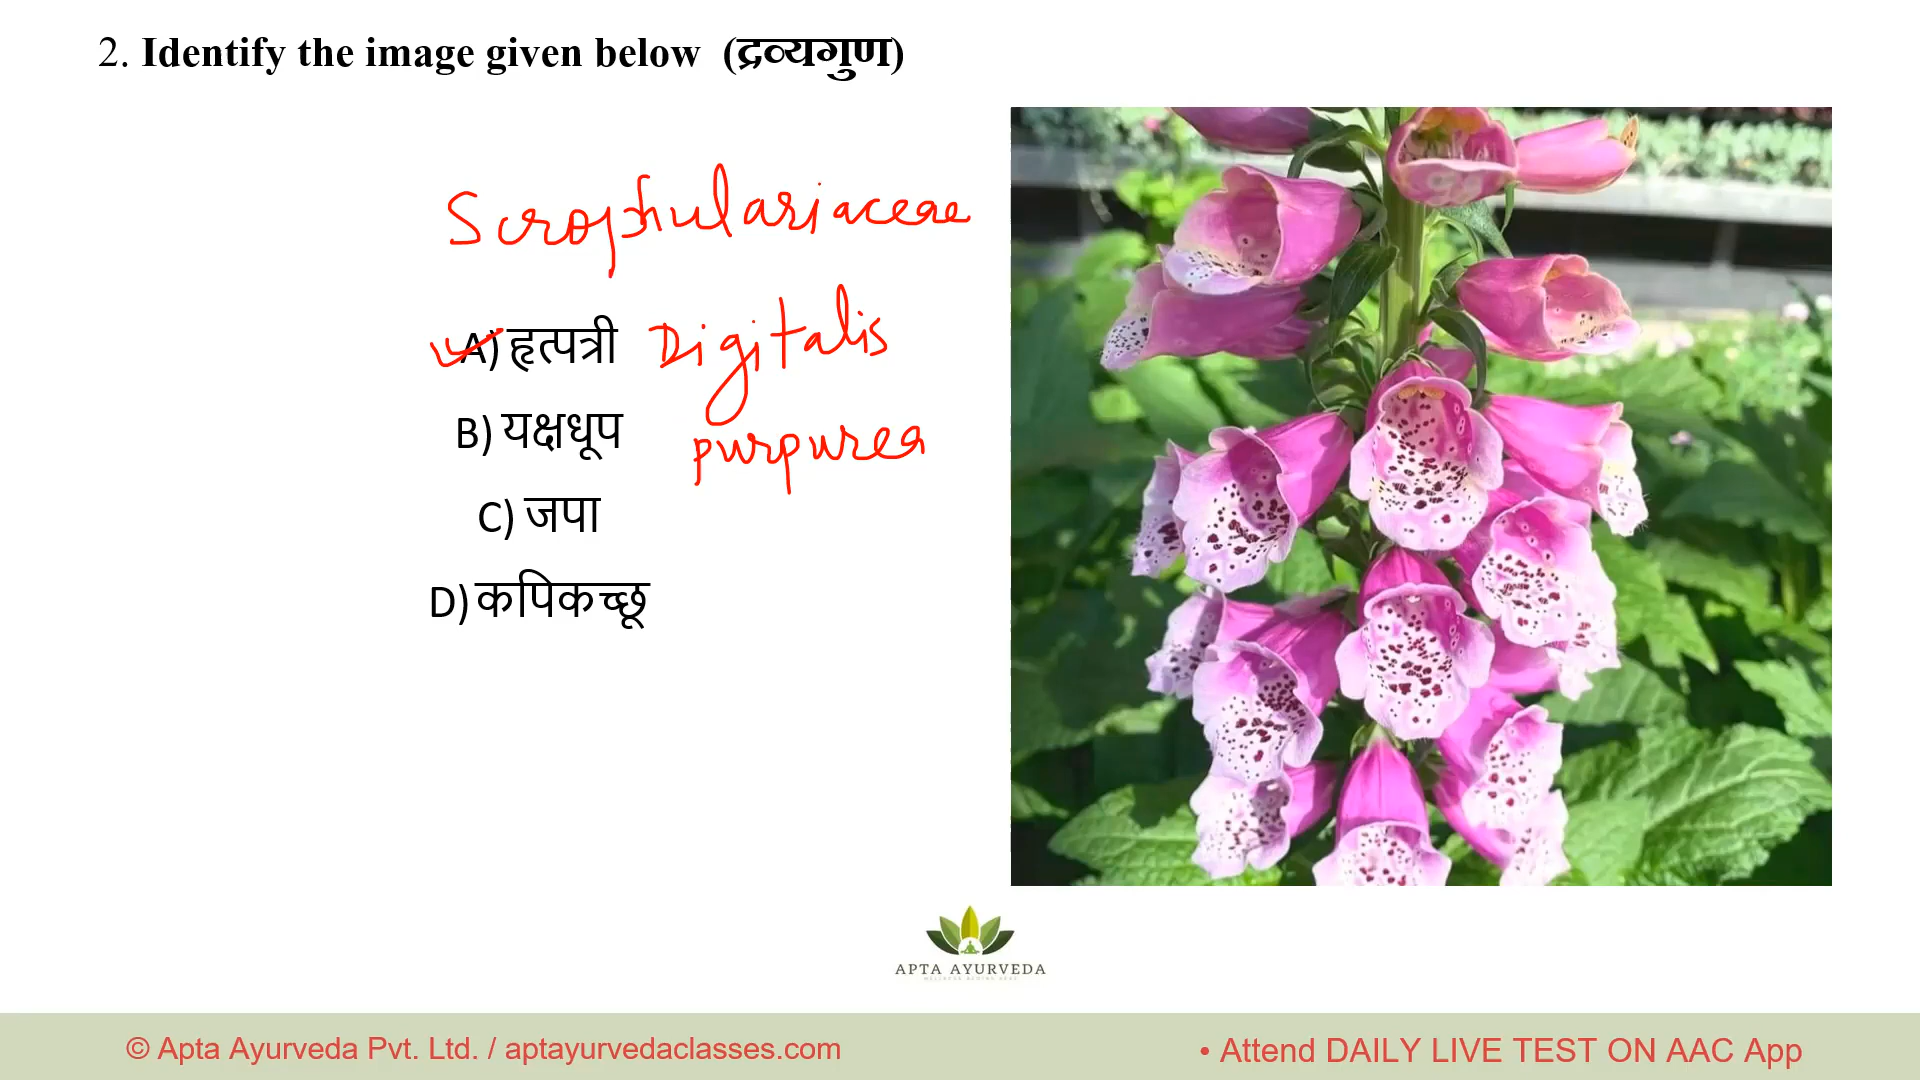 2. Identify the image given below (द्रव्यगुण)
Scrophulariaceae
A) हृत्पत्री Digitalis
purpurea
B) यक्षधूप
C) जपा
D) कपिकच्छू
APTA AYURVEDA
© Apta Ayurveda Pvt. Ltd. / aptayurvedaclasses.com
• Attend DAILY LIVE TEST ON AAC App